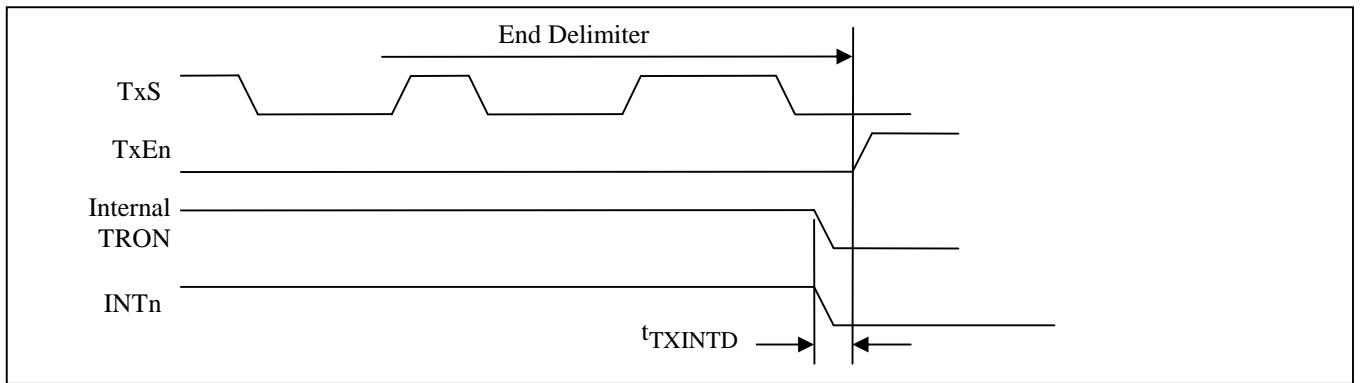 End Delimiter
TxS
TxEn
Internal
TRON
INTn
tTXINTD